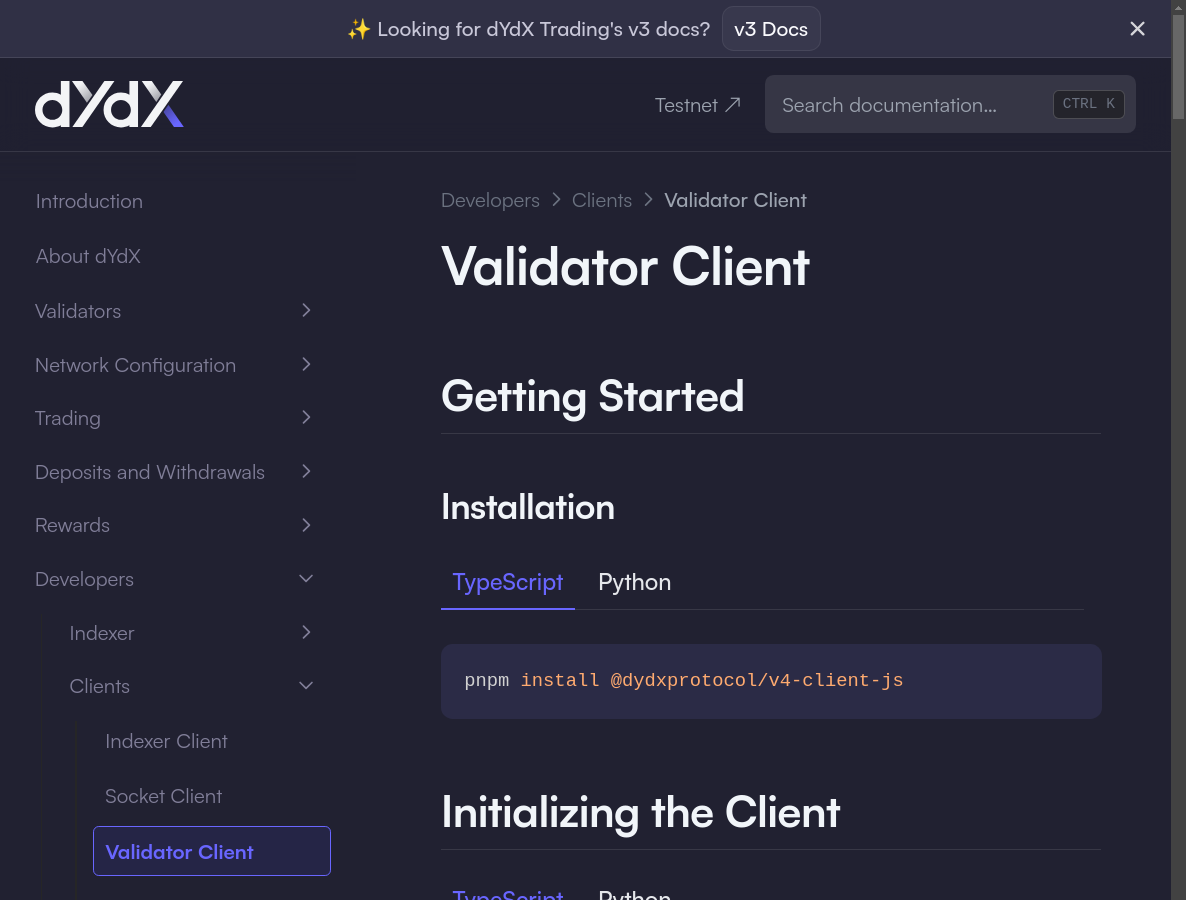 ✨ Looking for dYdX Trading's v3 docs? v3 Docs
dYdX
Testnet
Search documentation…
CTRL K
Introduction
About dYdX
Validators
Network Configuration
Trading
Deposits and Withdrawals
Rewards
Developers
Indexer
Clients
Indexer Client
Socket Client
Validator Client
Developers > Clients > Validator Client
Validator Client
Getting Started
Installation
TypeScript Python
pnpm install @dydxprotocol/v4-client-js
Initializing the Client
TypeScript Python